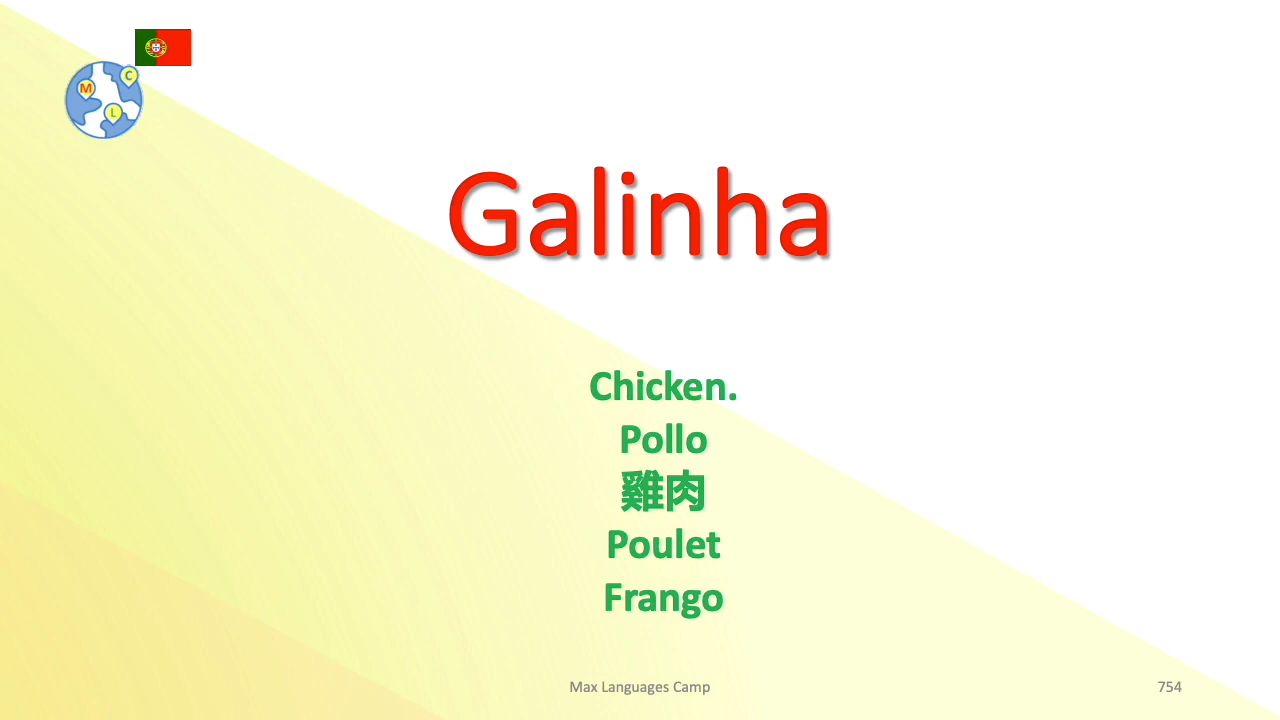 C
M
L
Galinha
Chicken.
Pollo
雞肉
Poulet
Frango
Max Languages Camp
754